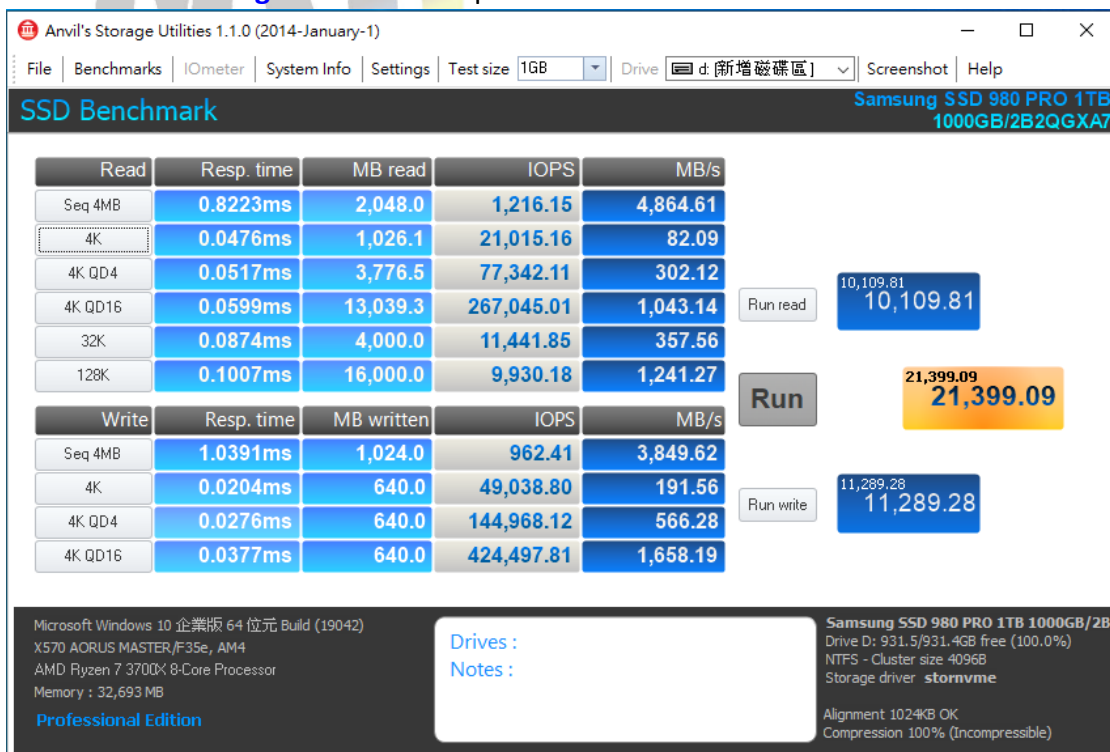 Anvil's Storage Utilities 1.1.0 (2014-January-1)
File Benchmarks IOmeter System Info Settings Test size 1GB Drive d: [新增磁碟區] Screenshot Help
SSD Benchmark
Samsung SSD 980 PRO 1TB
1000GB/2B2QGXA7
Read Resp. time MB read IOPS MB/s
Seq 4MB 0.8223ms 2,048.0 1,216.15 4,864.61
4K 0.0476ms 1,026.1 21,015.16 82.09
4K QD4 0.0517ms 3,776.5 77,342.11 302.12
4K QD16 0.0599ms 13,039.3 267,045.01 1,043.14
32K 0.0874ms 4,000.0 11,441.85 357.56
128K 0.1007ms 16,000.0 9,930.18 1,241.27
Run read
10,109.81
10,109.81
Run
21,399.09
21,399.09
Write Resp. time MB written IOPS MB/s
Seq 4MB 1.0391ms 1,024.0 962.41 3,849.62
4K 0.0204ms 640.0 49,038.80 191.56
4K QD4 0.0276ms 640.0 144,968.12 566.28
4K QD16 0.0377ms 640.0 424,497.81 1,658.19
Run write
11,289.28
11,289.28
Microsoft Windows 10 企業版 64 位元 Build (19042)
X570 AORUS MASTER/F35e, AM4
AMD Ryzen 7 3700X 8-Core Processor
Memory : 32,693 MB
Professional Edition
Drives :
Notes :
Samsung SSD 980 PRO 1TB 1000GB/2B
Drive D: 931.5/931.4GB free (100.0%)
NTFS - Cluster size 4096B
Storage driver stornvme
Alignment 1024KB OK
Compression 100% (Incompressible)